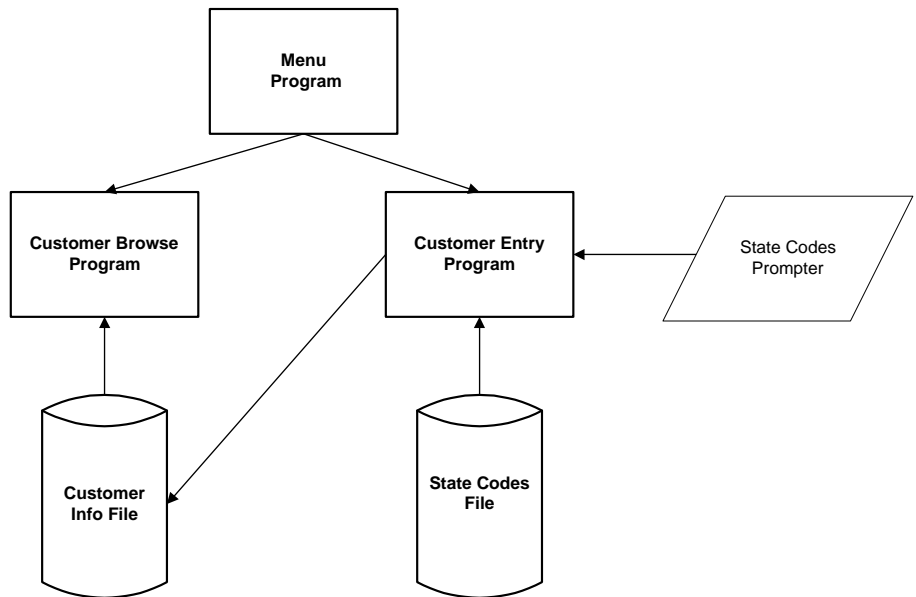 Menu
Program
Customer Browse
Program
Customer Entry
Program
State Codes
Prompter
Customer
Info File
State Codes
File